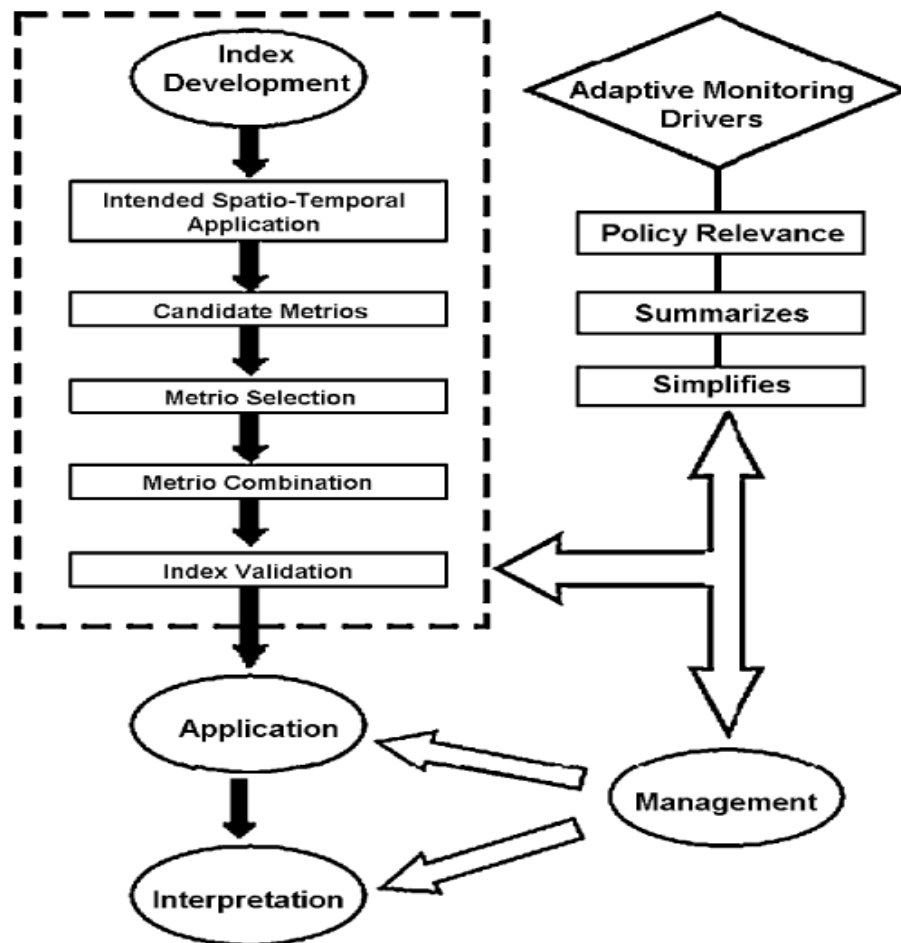 Index
Development
Intended Spatio-Temporal
Application
Candidate Metrios
Metrio Selection
Metrio Combination
Index Validation
Application
Interpretation
Adaptive Monitoring
Drivers
Policy Relevance
Summarizes
Simplifies
Management